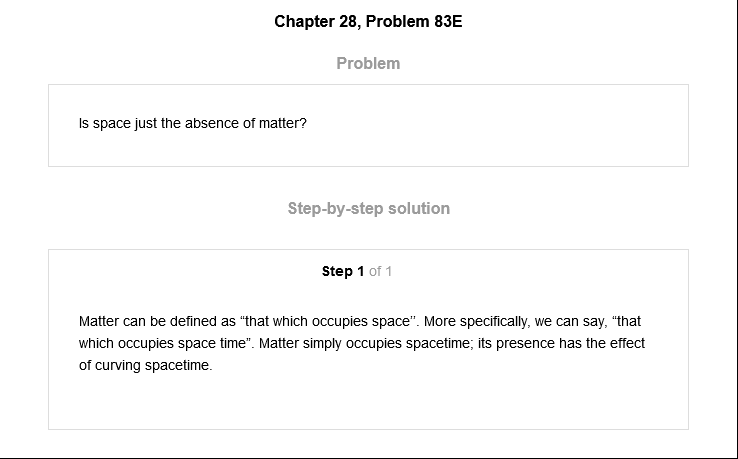 Chapter 28, Problem 83E
Problem
Is space just the absence of matter?
Step-by-step solution
Step 1 of 1
Matter can be defined as “that which occupies space’’. More specifically, we can say, “that
which occupies space time”. Matter simply occupies spacetime; its presence has the effect
of curving spacetime.